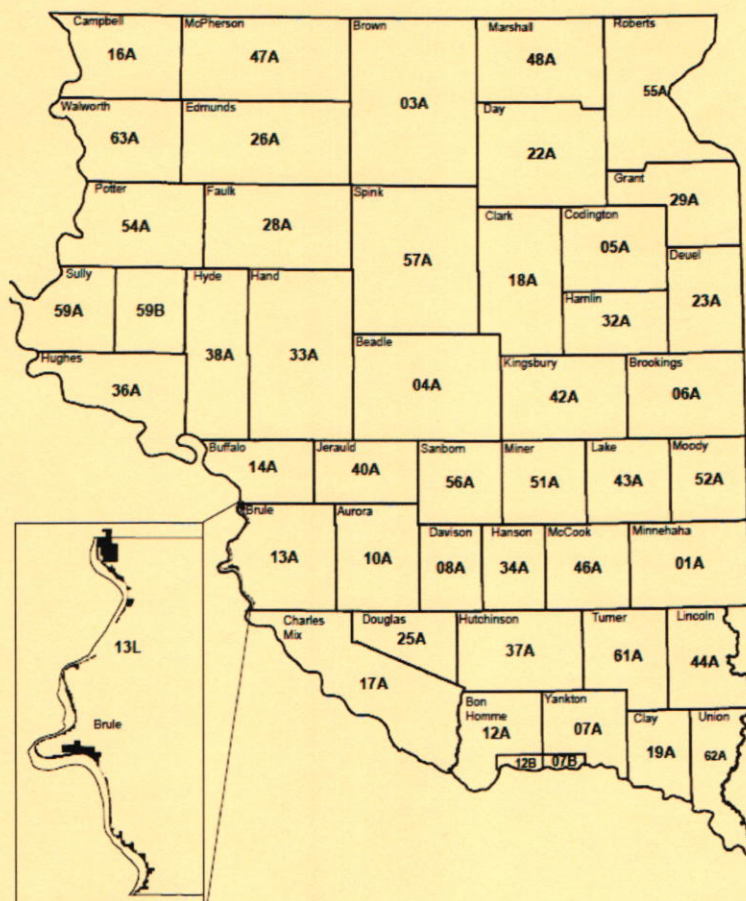 Campbell
16A
McPherson
47A
Brown
03A
Marshall
48A
Roberts
55A
Walworth
63A
Edmunds
26A
Day
22A
Potter
54A
Faulk
28A
Spink
57A
Grant
29A
Clark
18A
Codington
05A
Deuel
23A
Sully
59A
59B
Hyde
38A
Hand
33A
Hamlin
32A
Beadle
04A
Hughes
36A
Kingsbury
42A
Brookings
06A
Buffalo
14A
Jerauld
40A
Sanborn
56A
Miner
51A
Lake
43A
Moody
52A
Brule
13A
Aurora
10A
Davison
08A
Hanson
34A
McCook
46A
Minnehaha
01A
13L
Brule
Charles
Mix
17A
Douglas
25A
Hutchinson
37A
Turner
61A
Lincoln
44A
Bon
Homme
12A
Yankton
07A
12B
07B
Clay
19A
Union
62A